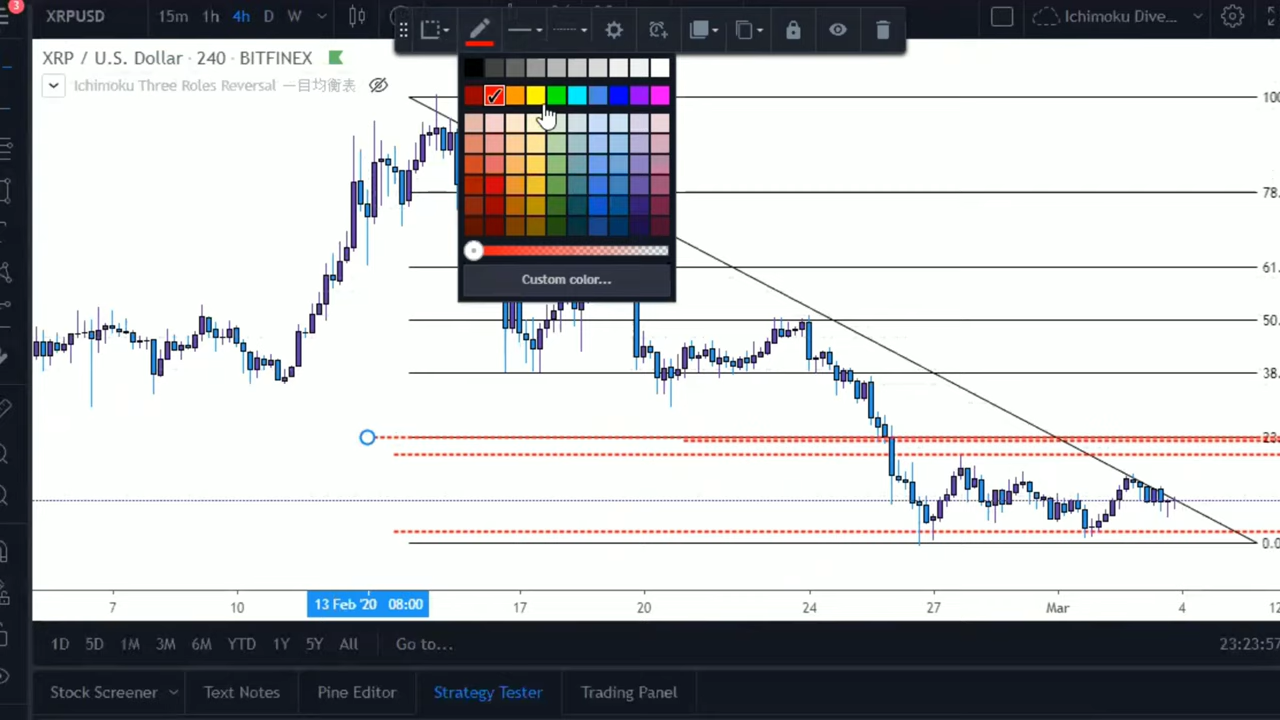 3
XRPUSD 15m 1h 4h D W Ichimoku Dive...
XRP / U.S. Dollar · 240 · BITFINEX
Ichimoku Three Roles Reversal 一目均衡表
Custom color...
100
78.
61.
50.
38.
23.
0.0
7 10 13 Feb '20 08:00 17 20 24 27 Mar 4 12
1D 5D 1M 3M 6M YTD 1Y 5Y All Go to... 23:23:57
Stock Screener Text Notes Pine Editor Strategy Tester Trading Panel